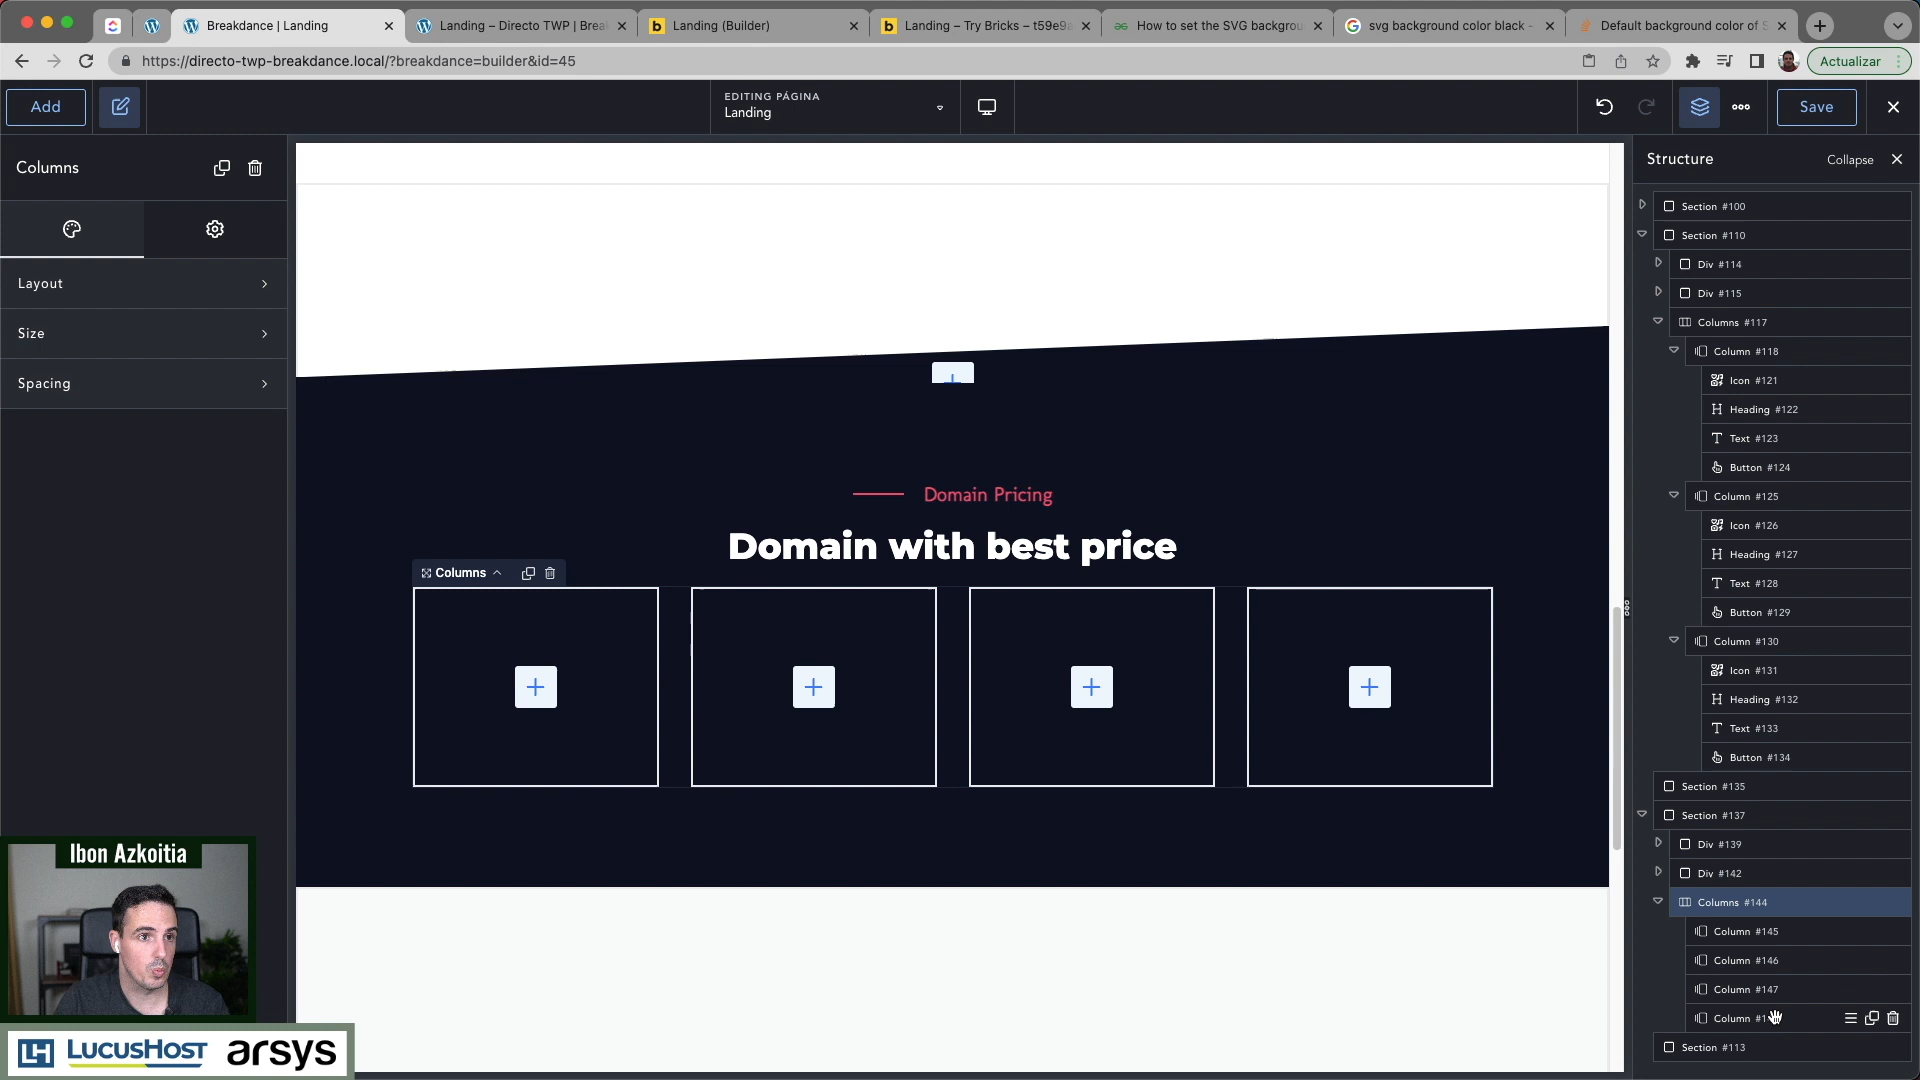 Breakdance | Landing
Landing – Directo TWP | Break
Landing (Builder)
Landing – Try Bricks – t59e9a
How to set the SVG backgrou
svg background color black -
Default background color of S
https://directo-twp-breakdance.local/?breakdance=builder&id=45
Actualizar
Add
EDITING PÁGINA
Landing
Save
Columns
Layout
Size
Spacing
Domain Pricing
Domain with best price
Columns
Structure
Collapse
Section #100
Section #110
Div #114
Div #115
Columns #117
Column #118
Icon #121
Heading #122
Text #123
Button #124
Column #125
Icon #126
Heading #127
Text #128
Button #129
Column #130
Icon #131
Heading #132
Text #133
Button #134
Section #135
Section #137
Div #139
Div #142
Columns #144
Column #145
Column #146
Column #147
Column
Section #113
Ibon Azkoitia
LH LUCUSHOST arsys